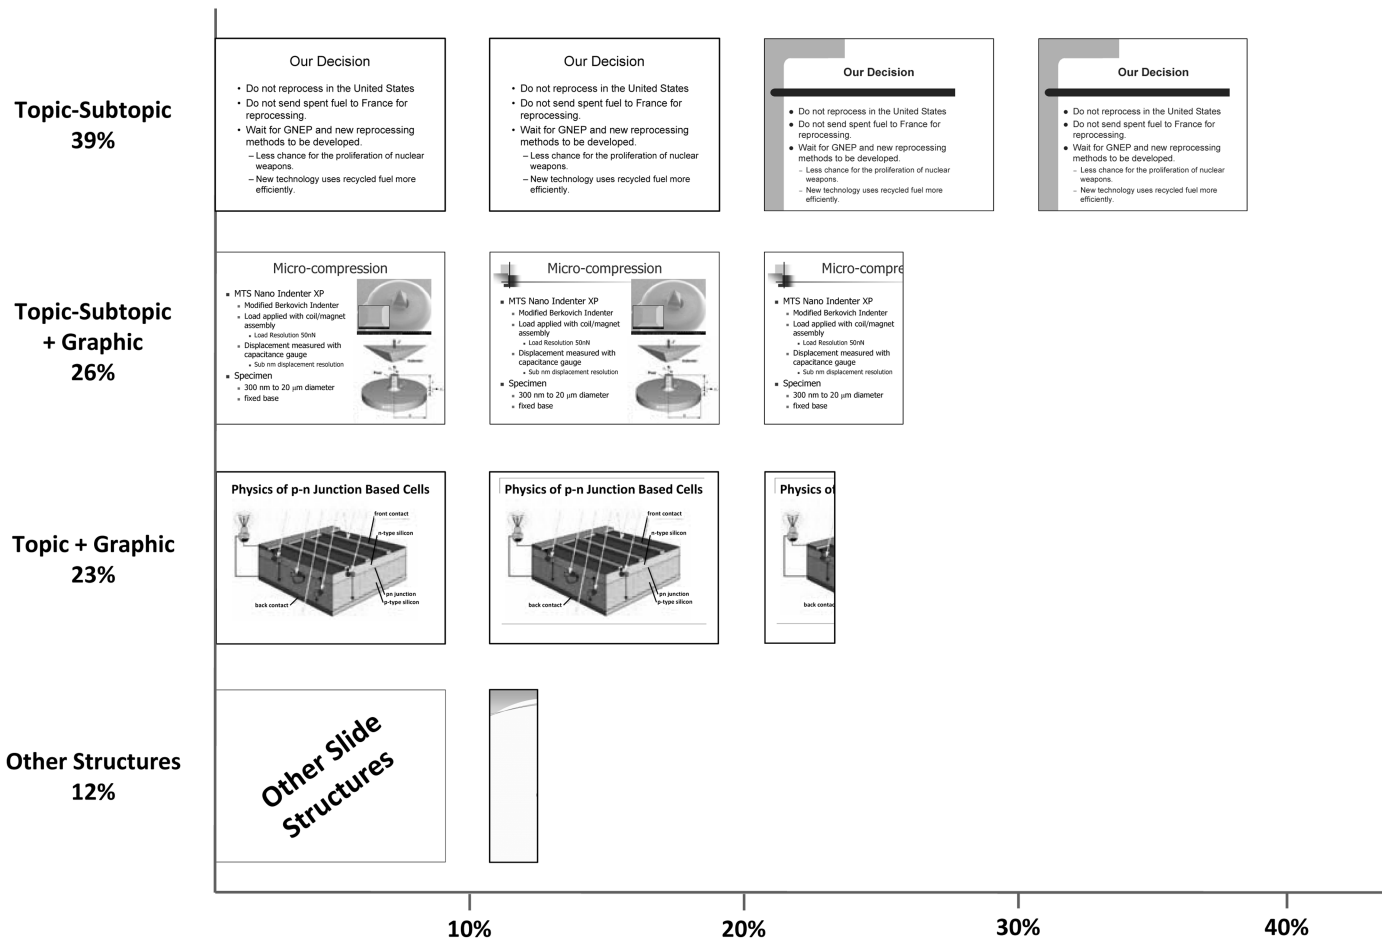 Topic-Subtopic
39%
Our Decision
• Do not reprocess in the United States
• Do not send spent fuel to France for
reprocessing.
• Wait for GNEP and new reprocessing
methods to be developed.
– Less chance for the proliferation of nuclear
weapons.
– New technology uses recycled fuel more
efficiently.
Our Decision
• Do not reprocess in the United States
• Do not send spent fuel to France for
reprocessing.
• Wait for GNEP and new reprocessing
methods to be developed.
– Less chance for the proliferation of nuclear
weapons.
– New technology uses recycled fuel more
efficiently.
Our Decision
● Do not reprocess in the United States
● Do not send spent fuel to France for
reprocessing.
● Wait for GNEP and new reprocessing
methods to be developed.
– Less chance for the proliferation of nuclear
weapons.
– New technology uses recycled fuel more
efficiently.
Our Decision
● Do not reprocess in the United States
● Do not send spent fuel to France for
reprocessing.
● Wait for GNEP and new reprocessing
methods to be developed.
– Less chance for the proliferation of nuclear
weapons.
– New technology uses recycled fuel more
efficiently.
Topic-Subtopic
+ Graphic
26%
Micro-compression
■ MTS Nano Indenter XP
■ Modified Berkovich Indenter
■ Load applied with coil/magnet
assembly
■ Load Resolution 50nN
■ Displacement measured with
capacitance gauge
■ Sub nm displacement resolution
■ Specimen
■ 300 nm to 20 μm diameter
■ fixed base
Micro-compression
■ MTS Nano Indenter XP
■ Modified Berkovich Indenter
■ Load applied with coil/magnet
assembly
■ Load Resolution 50nN
■ Displacement measured with
capacitance gauge
■ Sub nm displacement resolution
■ Specimen
■ 300 nm to 20 μm diameter
■ fixed base
Micro-compre
■ MTS Nano Indenter XP
■ Modified Berkovich Indenter
■ Load applied with coil/magnet
assembly
■ Load Resolution 50nN
■ Displacement measured with
capacitance gauge
■ Sub nm displacement resolution
■ Specimen
■ 300 nm to 20 μm diameter
■ fixed base
Topic + Graphic
23%
Physics of p-n Junction Based Cells
front contact
n-type silicon
pn junction
p-type silicon
back contact
Physics of p-n Junction Based Cells
front contact
n-type silicon
pn junction
p-type silicon
back contact
Physics of
back contac
Other Structures
12%
Other Slide
Structures
10%
20%
30%
40%